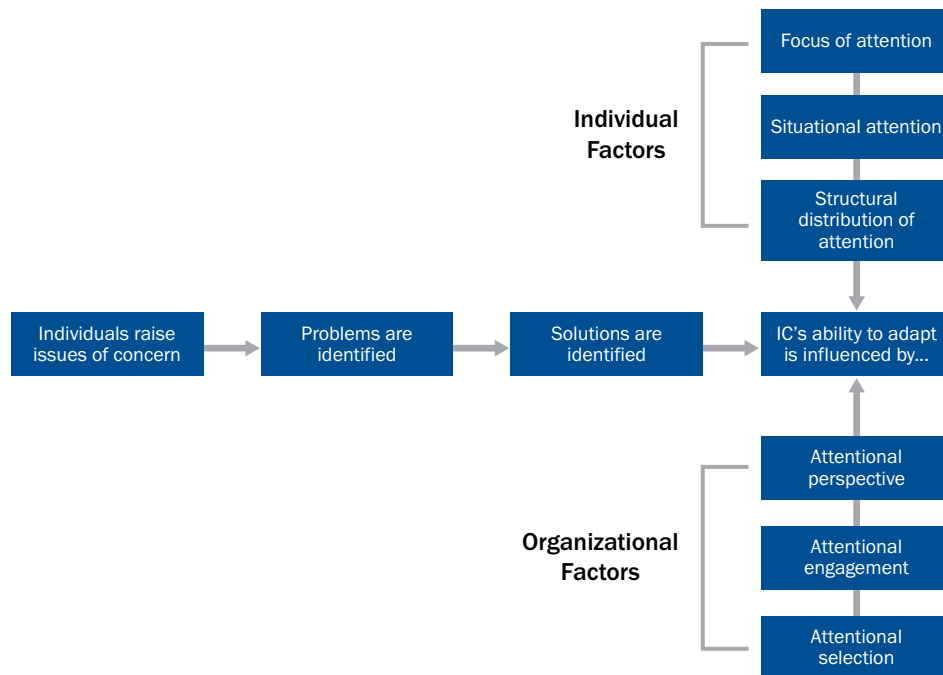 Focus of attention
Individual
Factors
Situational attention
Structural
distribution of
attention
Individuals raise
issues of concern
Problems are
identified
Solutions are
identified
IC’s ability to adapt
is influenced by...
Attentional
perspective
Organizational
Factors
Attentional
engagement
Attentional
selection